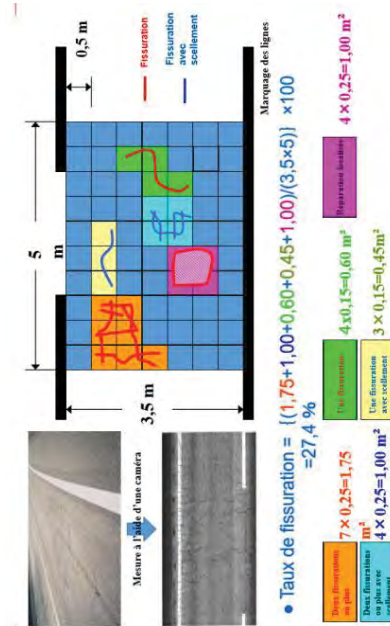 Mesure à l'aide d'une caméra
5
m
3,5 m
0,5 m
Fissuration
Fissuration
avec
scellement
Marquage des lignes
• Taux de fissuration = {(1,75+1,00+0,60+0,45+1,00)/(3,5×5)} ×100
=27,4 %
Deux fissurations
ou plus
7×0,25=1,75
m²
Une fissuration
4x0,15=0,60 m²
Réparation localisée
4×0,25=1,00 m²
Deux fissurations
ou plus avec
scellement
4×0,25=1,00 m²
Une fissuration
avec scellement
3×0,15=0,45m²